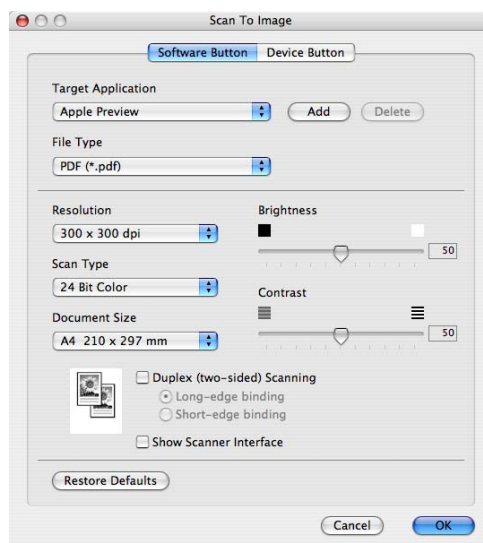 Scan To Image
Software Button Device Button
Target Application
Apple Preview Add Delete
File Type
PDF (*.pdf)
Resolution Brightness
300 x 300 dpi
50
Scan Type
24 Bit Color
Contrast
Document Size
A4 210 x 297 mm 50
Duplex (two-sided) Scanning
Long-edge binding
Short-edge binding
Show Scanner Interface
Restore Defaults
Cancel OK